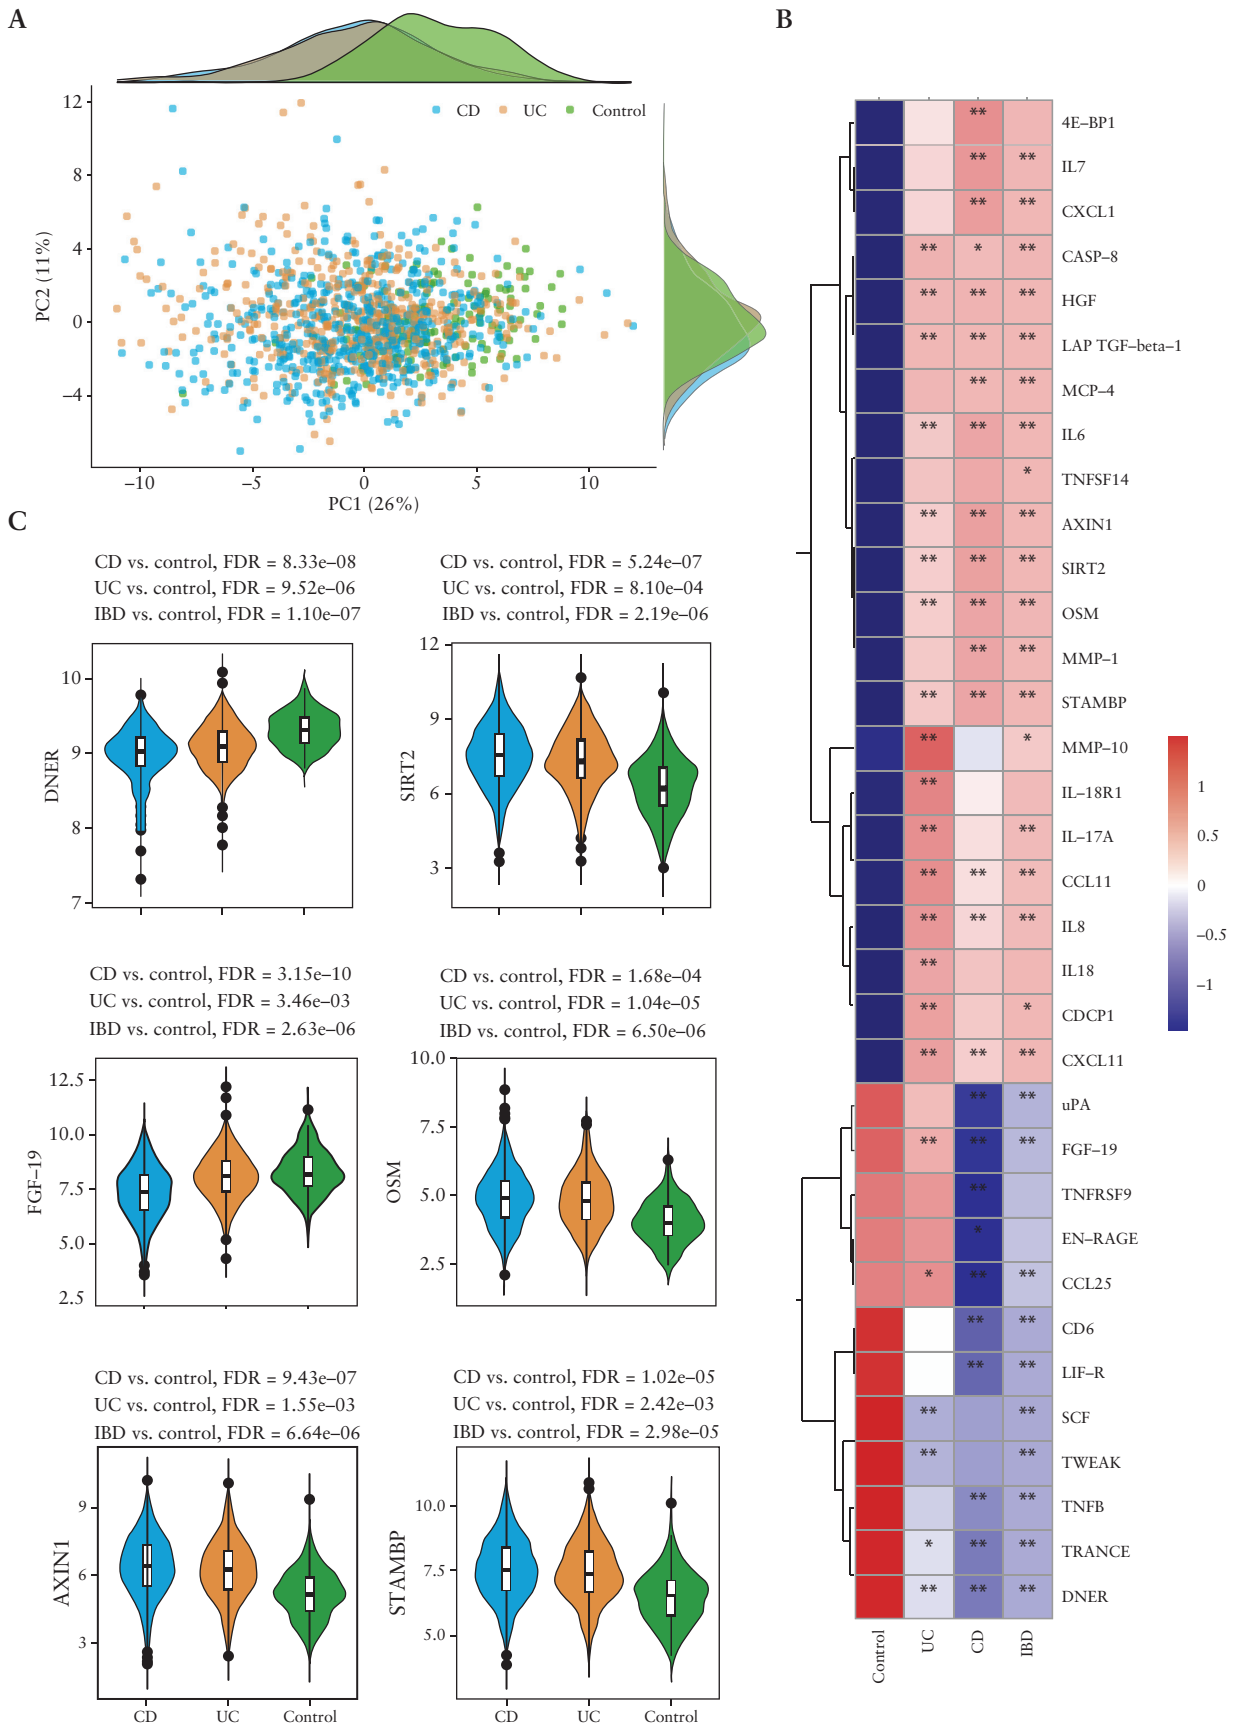 A
12
8
4
0
−4
PC2 (11%)
CD UC Control
−10 −5 0 5 10
PC1 (26%)
B
** 4E−BP1
** ** IL7
** ** CXCL1
** * ** CASP−8
** ** ** HGF
** ** ** LAP TGF−beta−1
** ** MCP−4
** ** ** IL6
* TNFSF14
** ** ** AXIN1
** ** ** SIRT2
** ** ** OSM
** ** MMP−1
** ** ** STAMBP
** * MMP−10
** IL−18R1
** ** IL−17A
** ** ** CCL11
** ** ** IL8
** IL18
** * CDCP1
** ** ** CXCL11
** ** uPA
** ** ** FGF−19
** TNFRSF9
* EN−RAGE
* ** ** CCL25
** ** CD6
** ** LIF−R
** ** SCF
** ** TWEAK
** ** TNFB
* ** ** TRANCE
** ** ** DNER
Control UC CD IBD
1
0.5
0
−0.5
−1
C
CD vs. control, FDR = 8.33e−08
UC vs. control, FDR = 9.52e−06
IBD vs. control, FDR = 1.10e−07
10
9
8
7
DNER
CD vs. control, FDR = 5.24e−07
UC vs. control, FDR = 8.10e−04
IBD vs. control, FDR = 2.19e−06
12
9
6
3
SIRT2
CD vs. control, FDR = 3.15e−10
UC vs. control, FDR = 3.46e−03
IBD vs. control, FDR = 2.63e−06
12.5
10.0
7.5
5.0
2.5
FGF−19
CD vs. control, FDR = 1.68e−04
UC vs. control, FDR = 1.04e−05
IBD vs. control, FDR = 6.50e−06
10.0
7.5
5.0
2.5
OSM
CD vs. control, FDR = 9.43e−07
UC vs. control, FDR = 1.55e−03
IBD vs. control, FDR = 6.64e−06
9
6
3
AXIN1
CD UC Control
CD vs. control, FDR = 1.02e−05
UC vs. control, FDR = 2.42e−03
IBD vs. control, FDR = 2.98e−05
10.0
7.5
5.0
STAMBP
CD UC Control